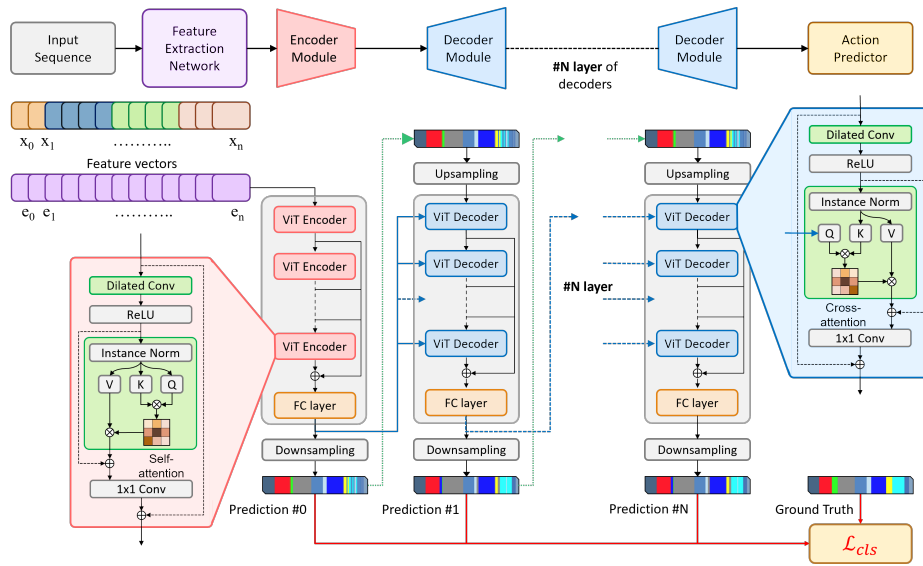 Input
Sequence
Feature
Extraction
Network
Encoder
Module
Decoder
Module
#N layer of
decoders
Decoder
Module
Action
Predictor
x0 x1 ........... xn
Feature vectors
e0 e1 ........... en
Dilated Conv
ReLU
Instance Norm
V K Q
Self-
attention
1x1 Conv
ViT Encoder
ViT Encoder
ViT Encoder
FC layer
Downsampling
Prediction #0
Upsampling
ViT Decoder
ViT Decoder
ViT Decoder
FC layer
Downsampling
Prediction #1
#N layer
Upsampling
ViT Decoder
ViT Decoder
ViT Decoder
FC layer
Downsampling
Prediction #N
Dilated Conv
ReLU
Instance Norm
Q K V
Cross-
attention
1x1 Conv
Ground Truth
ℒcls